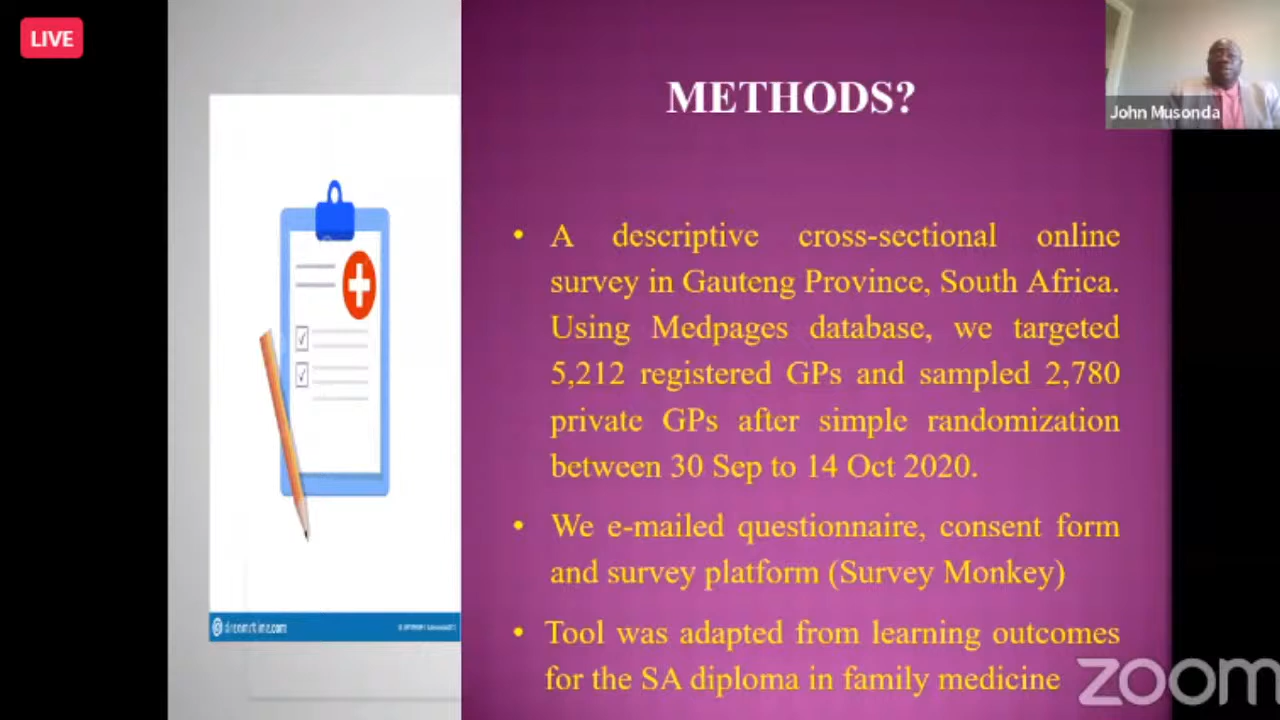 LIVE
METHODS?
John Musonda
• A descriptive cross-sectional online
survey in Gauteng Province, South Africa.
Using Medpages database, we targeted
5,212 registered GPs and sampled 2,780
private GPs after simple randomization
between 30 Sep to 14 Oct 2020.
• We e-mailed questionnaire, consent form
and survey platform (Survey Monkey)
• Tool was adapted from learning outcomes
for the SA diploma in family medicine
dreamstime.com
zoom